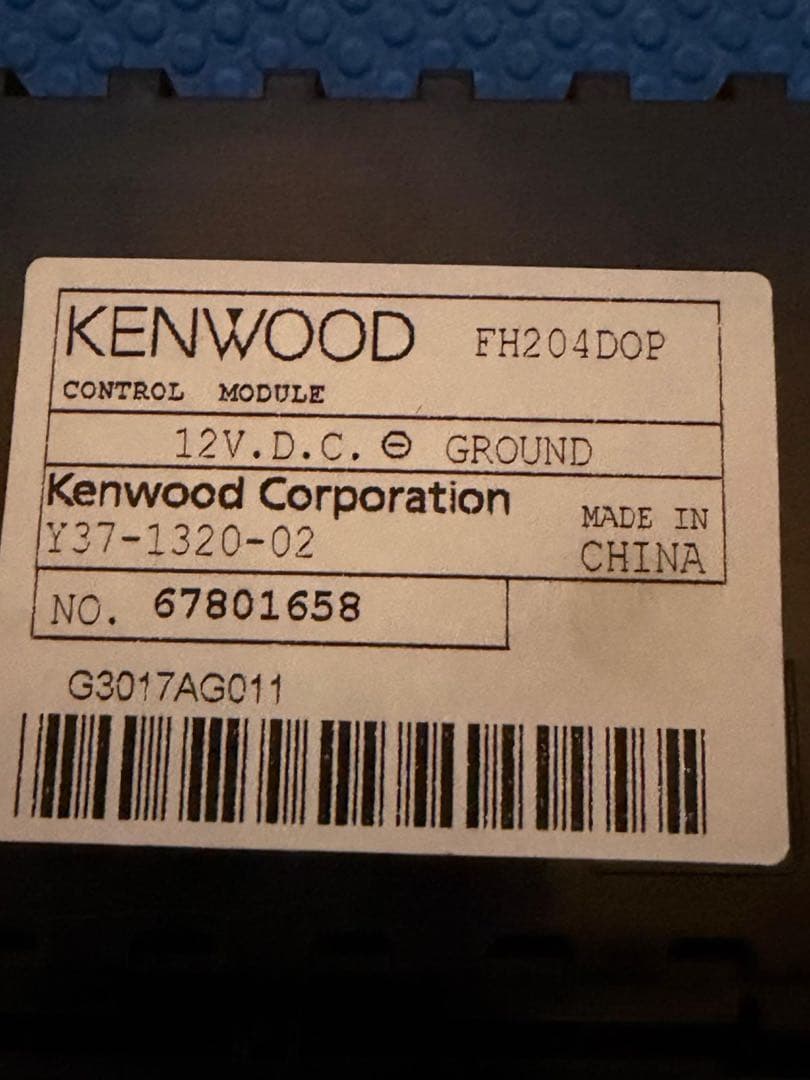 KENWOOD FH204DOP
CONTROL MODULE
12V.D.C. ⊖ GROUND
Kenwood Corporation
Y37-1320-02
MADE IN
CHINA
NO. 67801658
G3017AG011